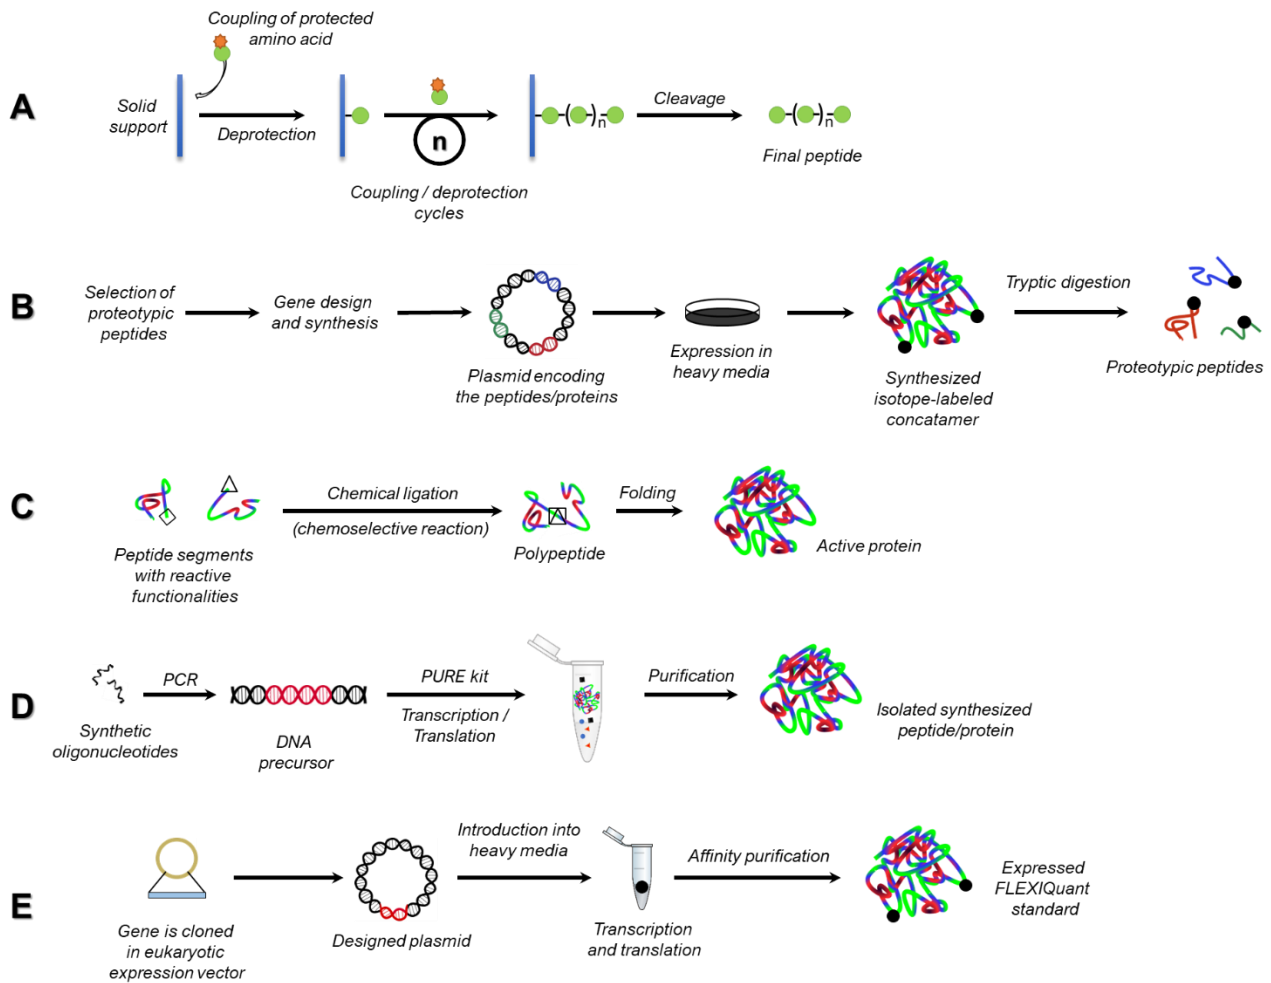 Coupling of protected
amino acid
A
Solid
support
Deprotection
n
Coupling / deprotection
cycles
n
Cleavage
n
Final peptide
B
Selection of
proteotypic
peptides
Gene design
and synthesis
Plasmid encoding
the peptides/proteins
Expression in
heavy media
Synthesized
isotope-labeled
concatamer
Tryptic digestion
Proteotypic peptides
C
Peptide segments
with reactive
functionalities
Chemical ligation
(chemoselective reaction)
Polypeptide
Folding
Active protein
D
Synthetic
oligonucleotides
PCR
DNA
precursor
PURE kit
Transcription /
Translation
Purification
Isolated synthesized
peptide/protein
E
Gene is cloned
in eukaryotic
expression vector
Designed plasmid
Introduction into
heavy media
Transcription
and translation
Affinity purification
Expressed
FLEXIQuant
standard